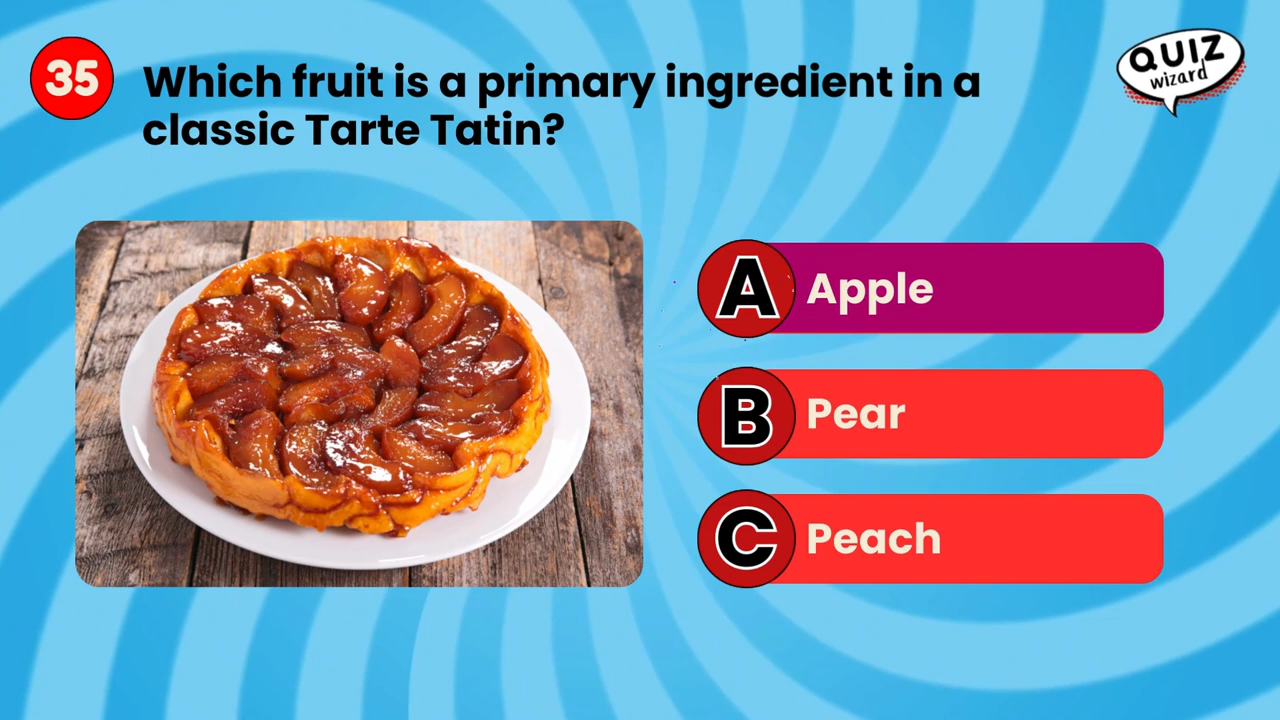 35
Which fruit is a primary ingredient in a
classic Tarte Tatin?
QUIZ
wizard
A Apple
B Pear
C Peach